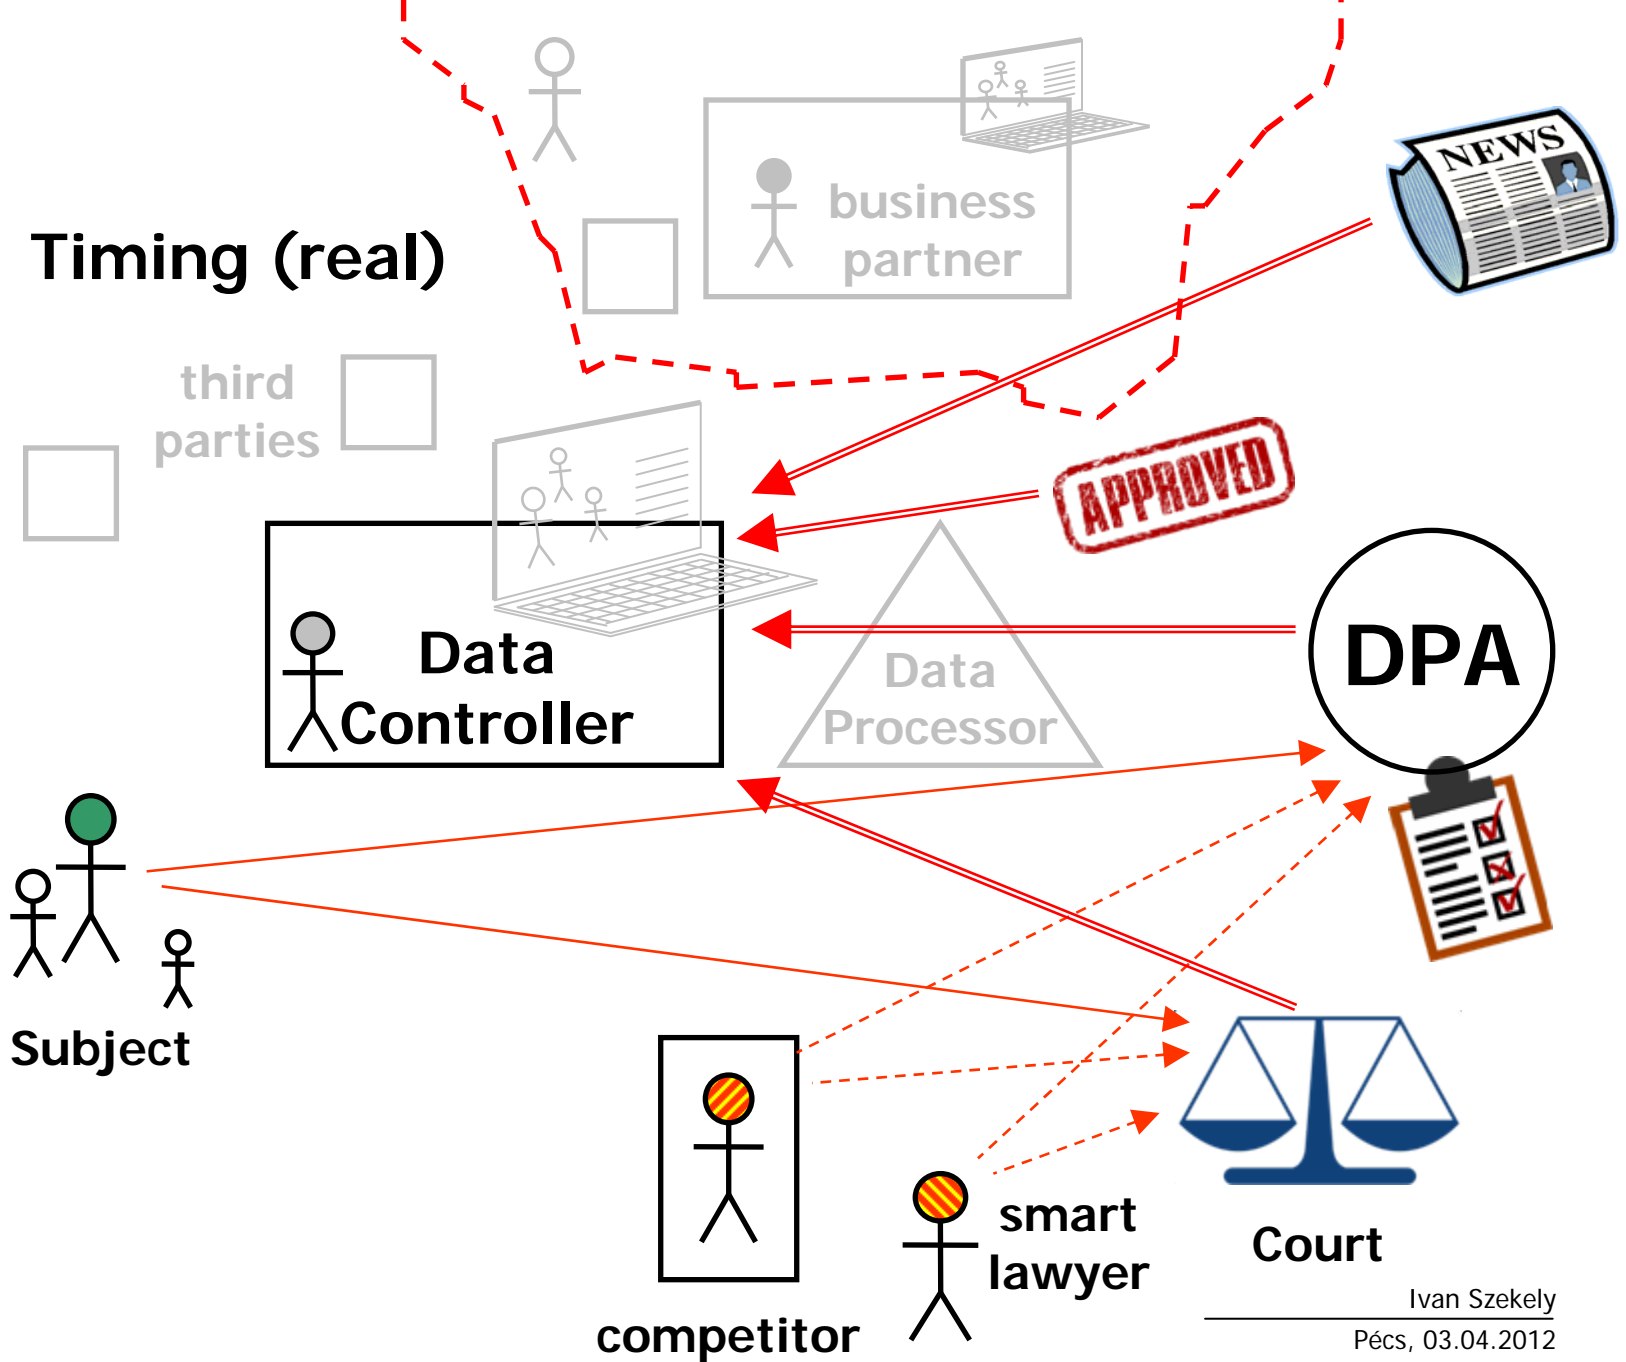 business
partner
NEWS
Timing (real)
third
parties
APPROVED
Data
Controller
Data
Processor
DPA
Subject
smart
lawyer
Court
competitor
Ivan Szekely
Pécs, 03.04.2012